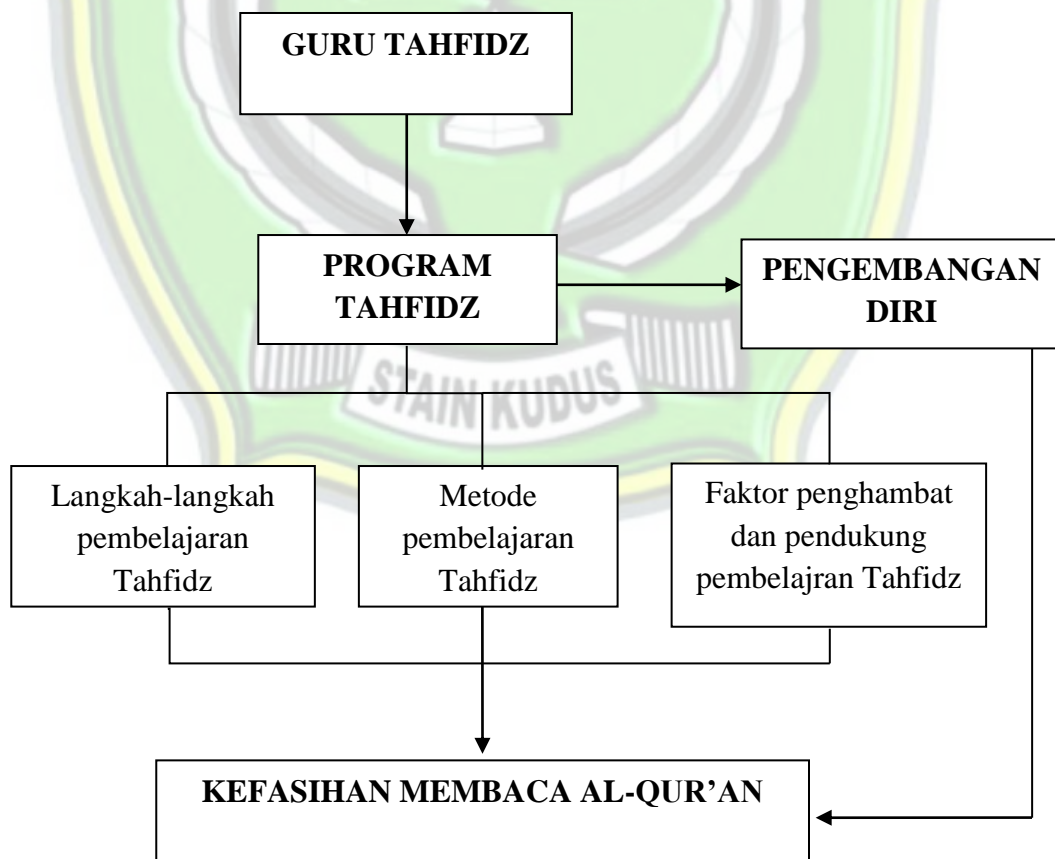 GURU TAHFIDZ
PROGRAM
TAHFIDZ
PENGEMBANGAN
DIRI
STAIN KUDUS
Langkah-langkah
pembelajaran
Tahfidz
Metode
pembelajaran
Tahfidz
Faktor penghambat
dan pendukung
pembelajran Tahfidz
KEFASIHAN MEMBACA AL-QUR’AN